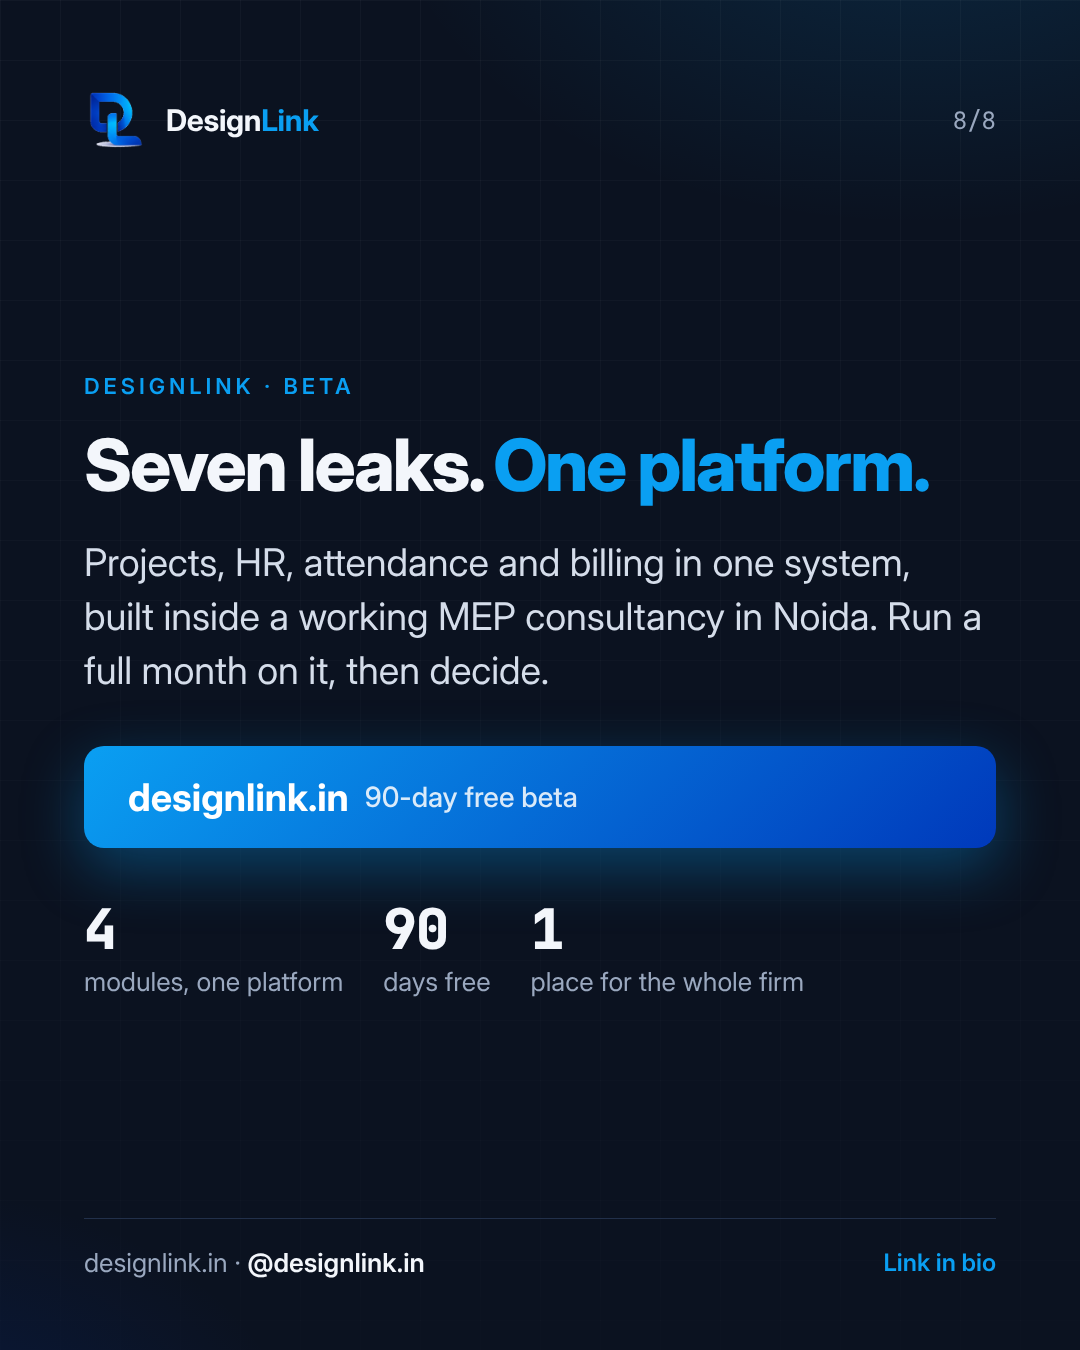 DesignLink
8/8
DESIGNLINK · BETA
Seven leaks. One platform.
Projects, HR, attendance and billing in one system,
built inside a working MEP consultancy in Noida. Run a
full month on it, then decide.
designlink.in 90-day free beta
4 90 1
modules, one platform days free place for the whole firm
designlink.in · @designlink.in
Link in bio